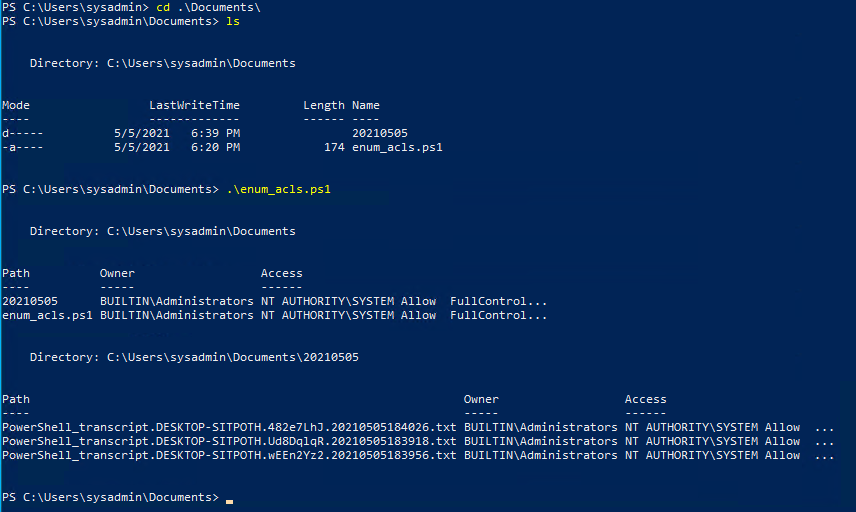 PS C:\Users\sysadmin> cd .\Documents\
PS C:\Users\sysadmin\Documents> ls
    Directory: C:\Users\sysadmin\Documents
Mode                 LastWriteTime         Length Name
----                 -------------         ------ ----
d-----          5/5/2021   6:39 PM                20210505
-a----          5/5/2021   6:20 PM            174 enum_acls.ps1
PS C:\Users\sysadmin\Documents> .\enum_acls.ps1
    Directory: C:\Users\sysadmin\Documents
Path          Owner                  Access
----          -----                  ------
20210505      BUILTIN\Administrators NT AUTHORITY\SYSTEM Allow  FullControl...
enum_acls.ps1 BUILTIN\Administrators NT AUTHORITY\SYSTEM Allow  FullControl...
    Directory: C:\Users\sysadmin\Documents\20210505
Path                                                              Owner                  Access
----                                                              -----                  ------
PowerShell_transcript.DESKTOP-SITPOTH.482e7LhJ.20210505184026.txt BUILTIN\Administrators NT AUTHORITY\SYSTEM Allow  ...
PowerShell_transcript.DESKTOP-SITPOTH.Ud8DqlqR.20210505183918.txt BUILTIN\Administrators NT AUTHORITY\SYSTEM Allow  ...
PowerShell_transcript.DESKTOP-SITPOTH.wEEn2Yz2.20210505183956.txt BUILTIN\Administrators NT AUTHORITY\SYSTEM Allow  ...
PS C:\Users\sysadmin\Documents>